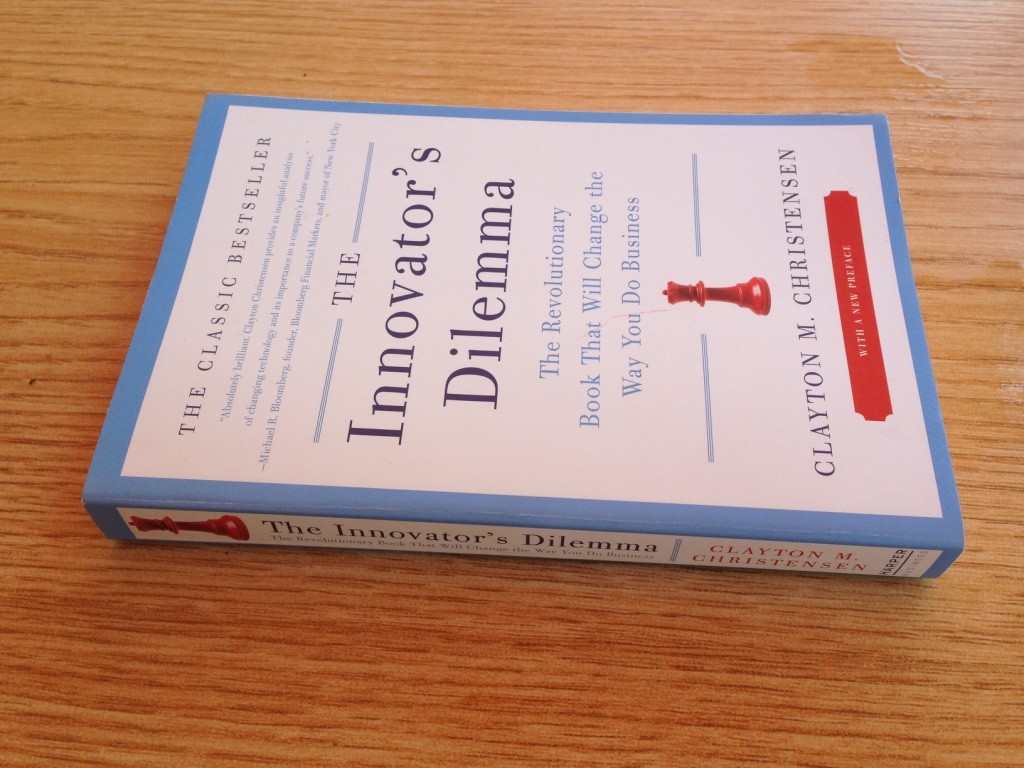 THE CLASSIC BESTSELLER
"Absolutely brilliant. Clayton Christensen provides an insightful analysis
of changing technology and its importance to a company's future success."
—Michael R. Bloomberg, founder, Bloomberg Financial Markets, and mayor of New York City
THE
Innovator's
Dilemma
The Revolutionary
Book That Will Change the
Way You Do Business
CLAYTON M. CHRISTENSEN
WITH A NEW PREFACE
The Innovator's Dilemma
The Revolutionary Book That Will Change the Way You Do Business
CLAYTON M.
CHRISTENSEN
HARPER
BUSINESS